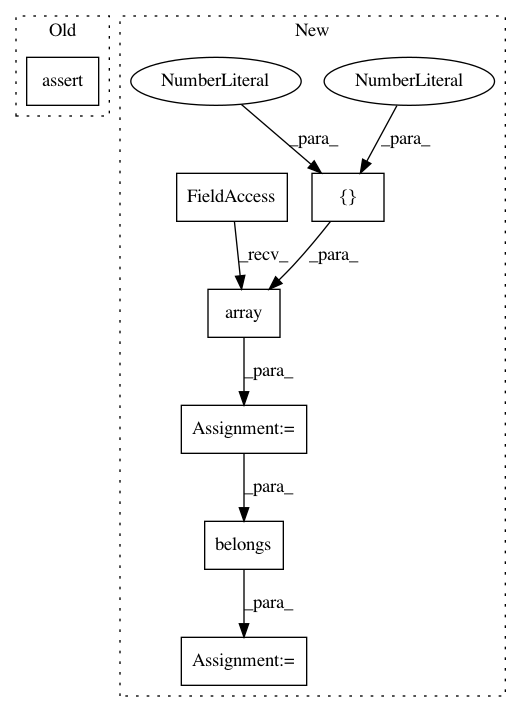 Old
New
assert
NumberLiteral
NumberLiteral
_para_
_para_
FieldAccess
{}
_recv_
_para_
array
_para_
Assignment:=
_para_
belongs
_para_
Assignment:=